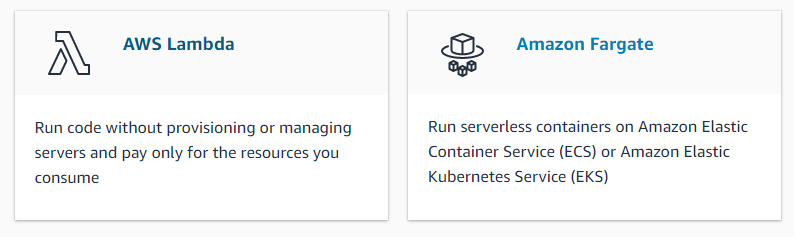 AWS Lambda
Run code without provisioning or managing
servers and pay only for the resources you
consume
Amazon Fargate
Run serverless containers on Amazon Elastic
Container Service (ECS) or Amazon Elastic
Kubernetes Service (EKS)